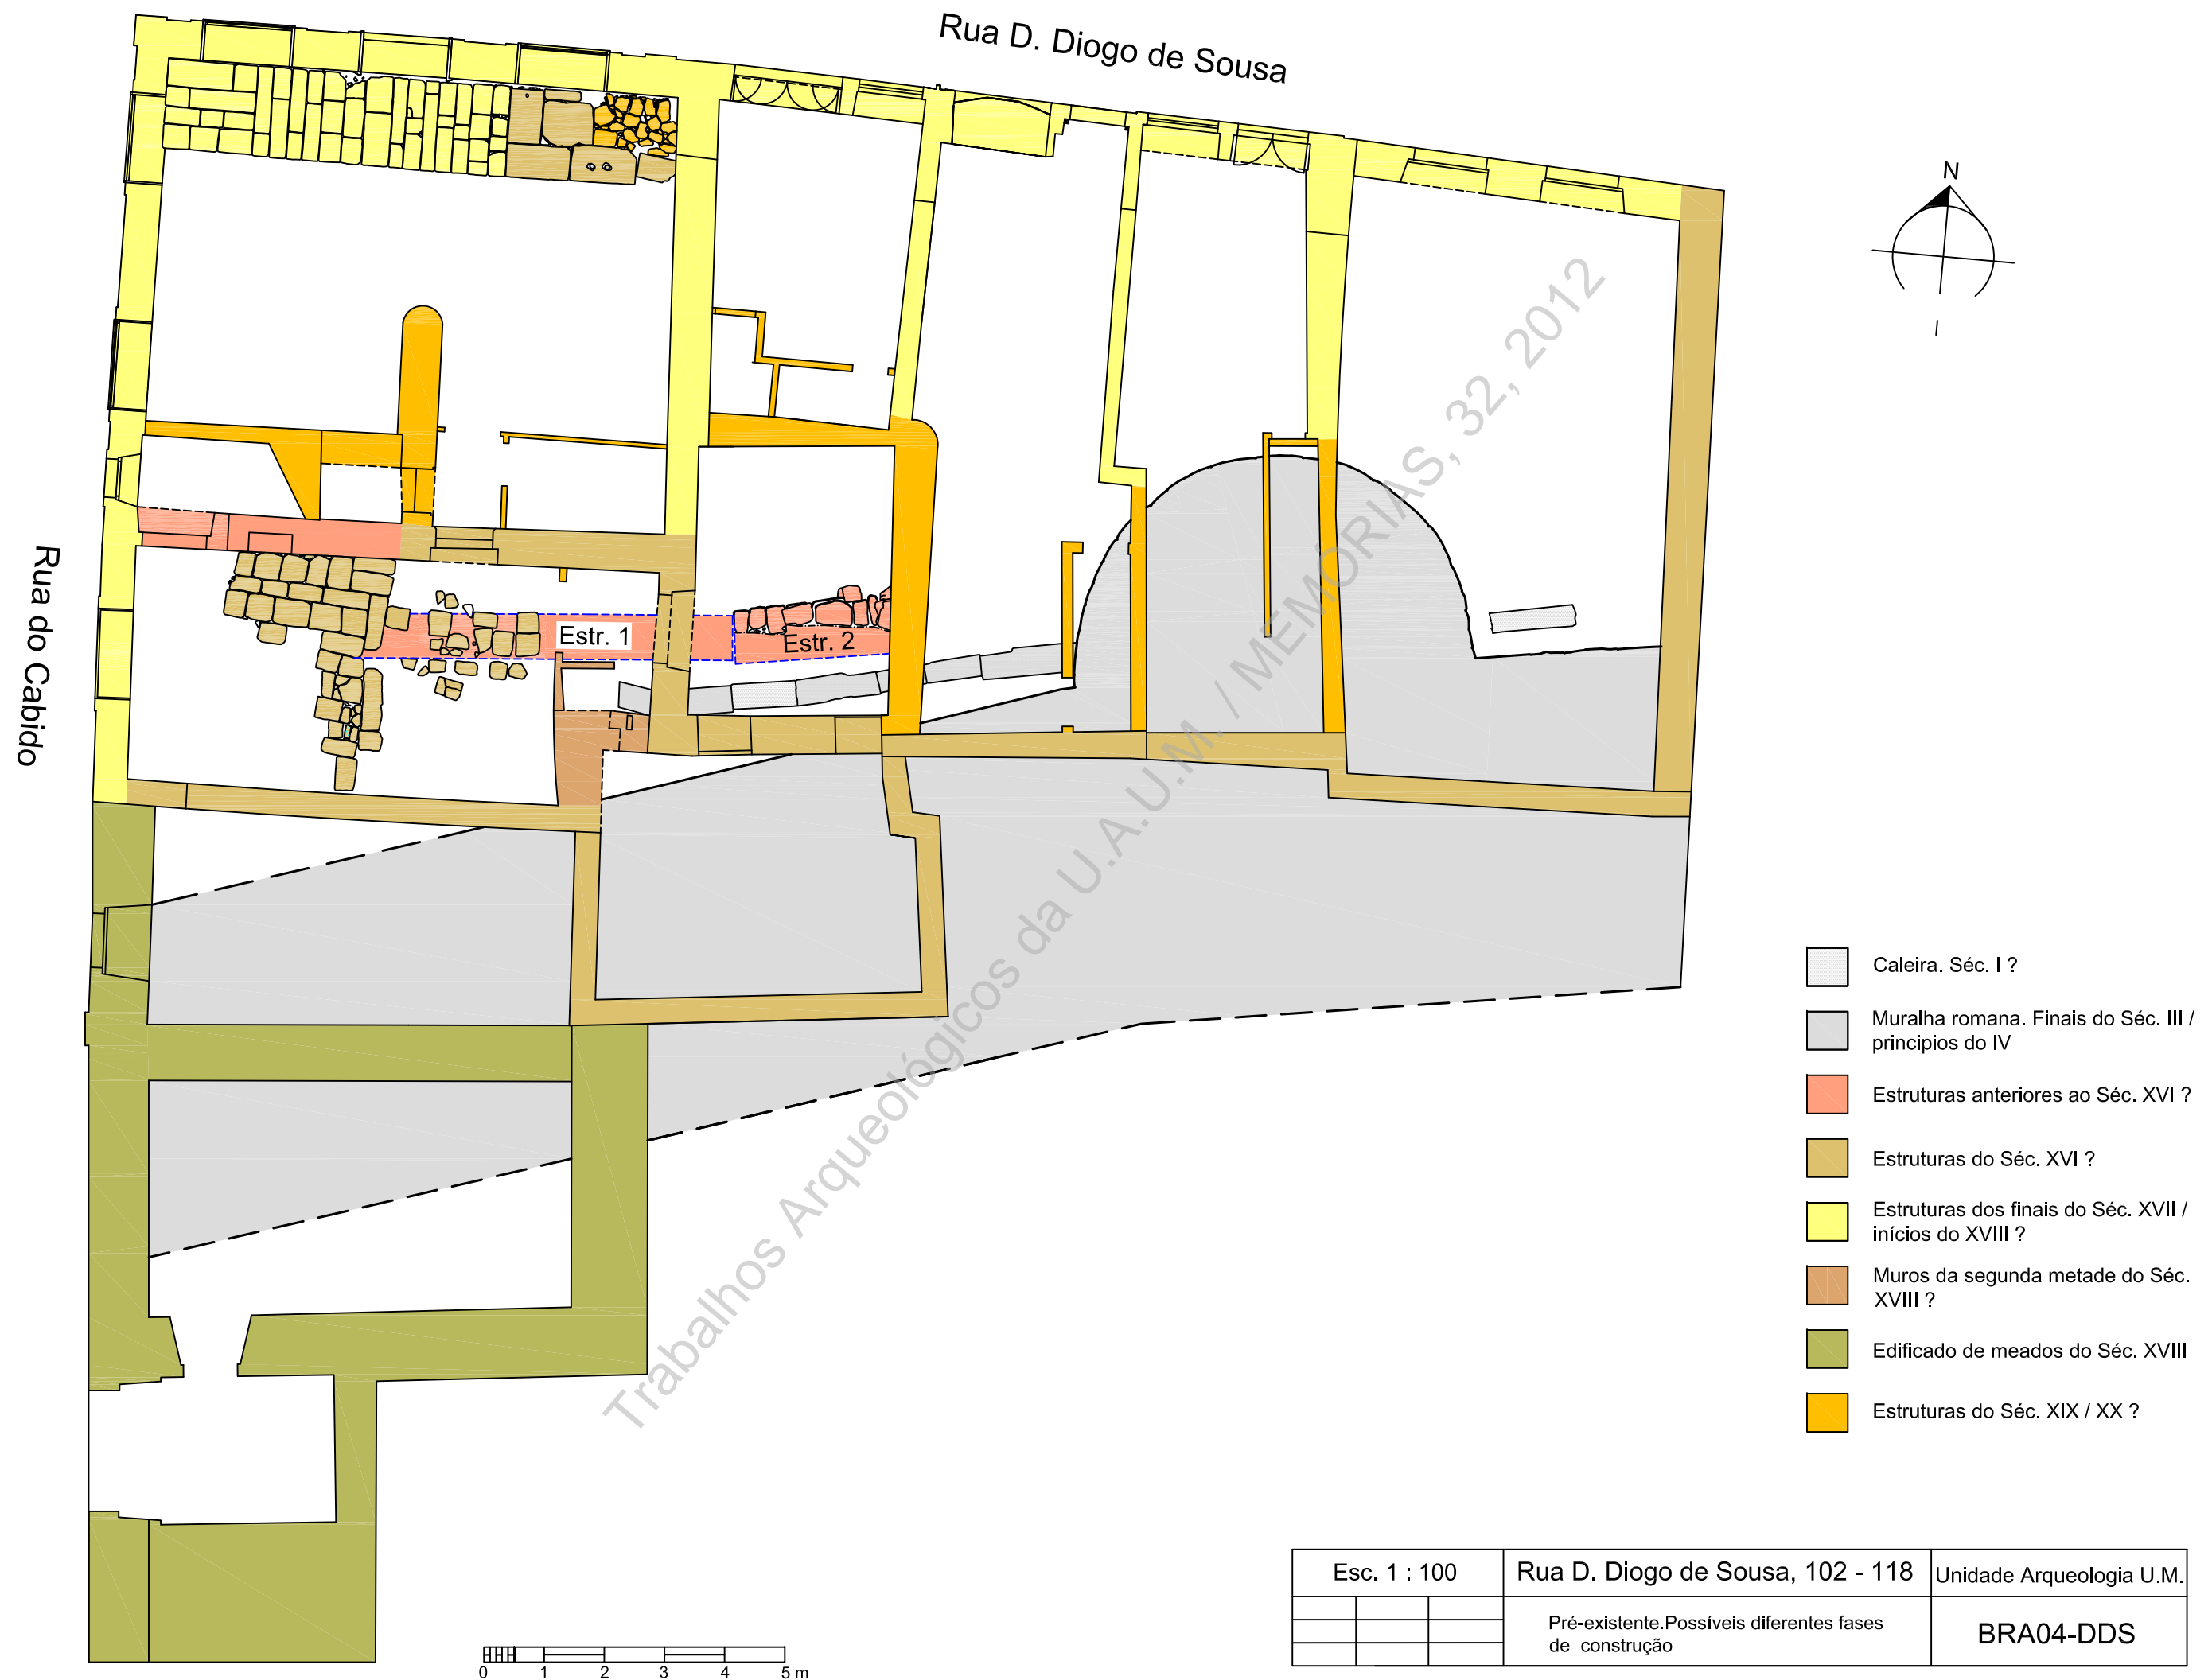 Rua D. Diogo de Sousa
N
Rua do Cabido
Estr. 1
Estr. 2
Trabalhos Arqueológicos da U.A.U.M. / MEMÓRIAS, 32, 2012
Caleira. Séc. I ?
Muralha romana. Finais do Séc. III /
principios do IV
Estruturas anteriores ao Séc. XVI ?
Estruturas do Séc. XVI ?
Estruturas dos finais do Séc. XVII /
inícios do XVIII ?
Muros da segunda metade do Séc.
XVIII ?
Edificado de meados do Séc. XVIII
Estruturas do Séc. XIX / XX ?
0 1 2 3 4 5 m
Esc. 1 : 100
Rua D. Diogo de Sousa, 102 - 118
Unidade Arqueologia U.M.
Pré-existente.Possíveis diferentes fases
de construção
BRA04-DDS